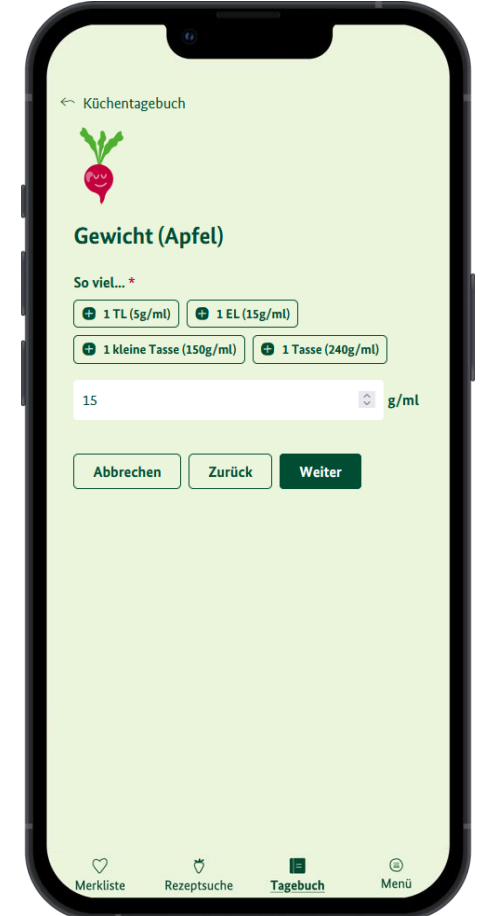 Küchentagebuch
Gewicht (Apfel)
So viel... *
1 TL (5g/ml) 1 EL (15g/ml)
1 kleine Tasse (150g/ml) 1 Tasse (240g/ml)
15 g/ml
Abbrechen Zurück Weiter
Merkliste Rezeptsuche Tagebuch Menü